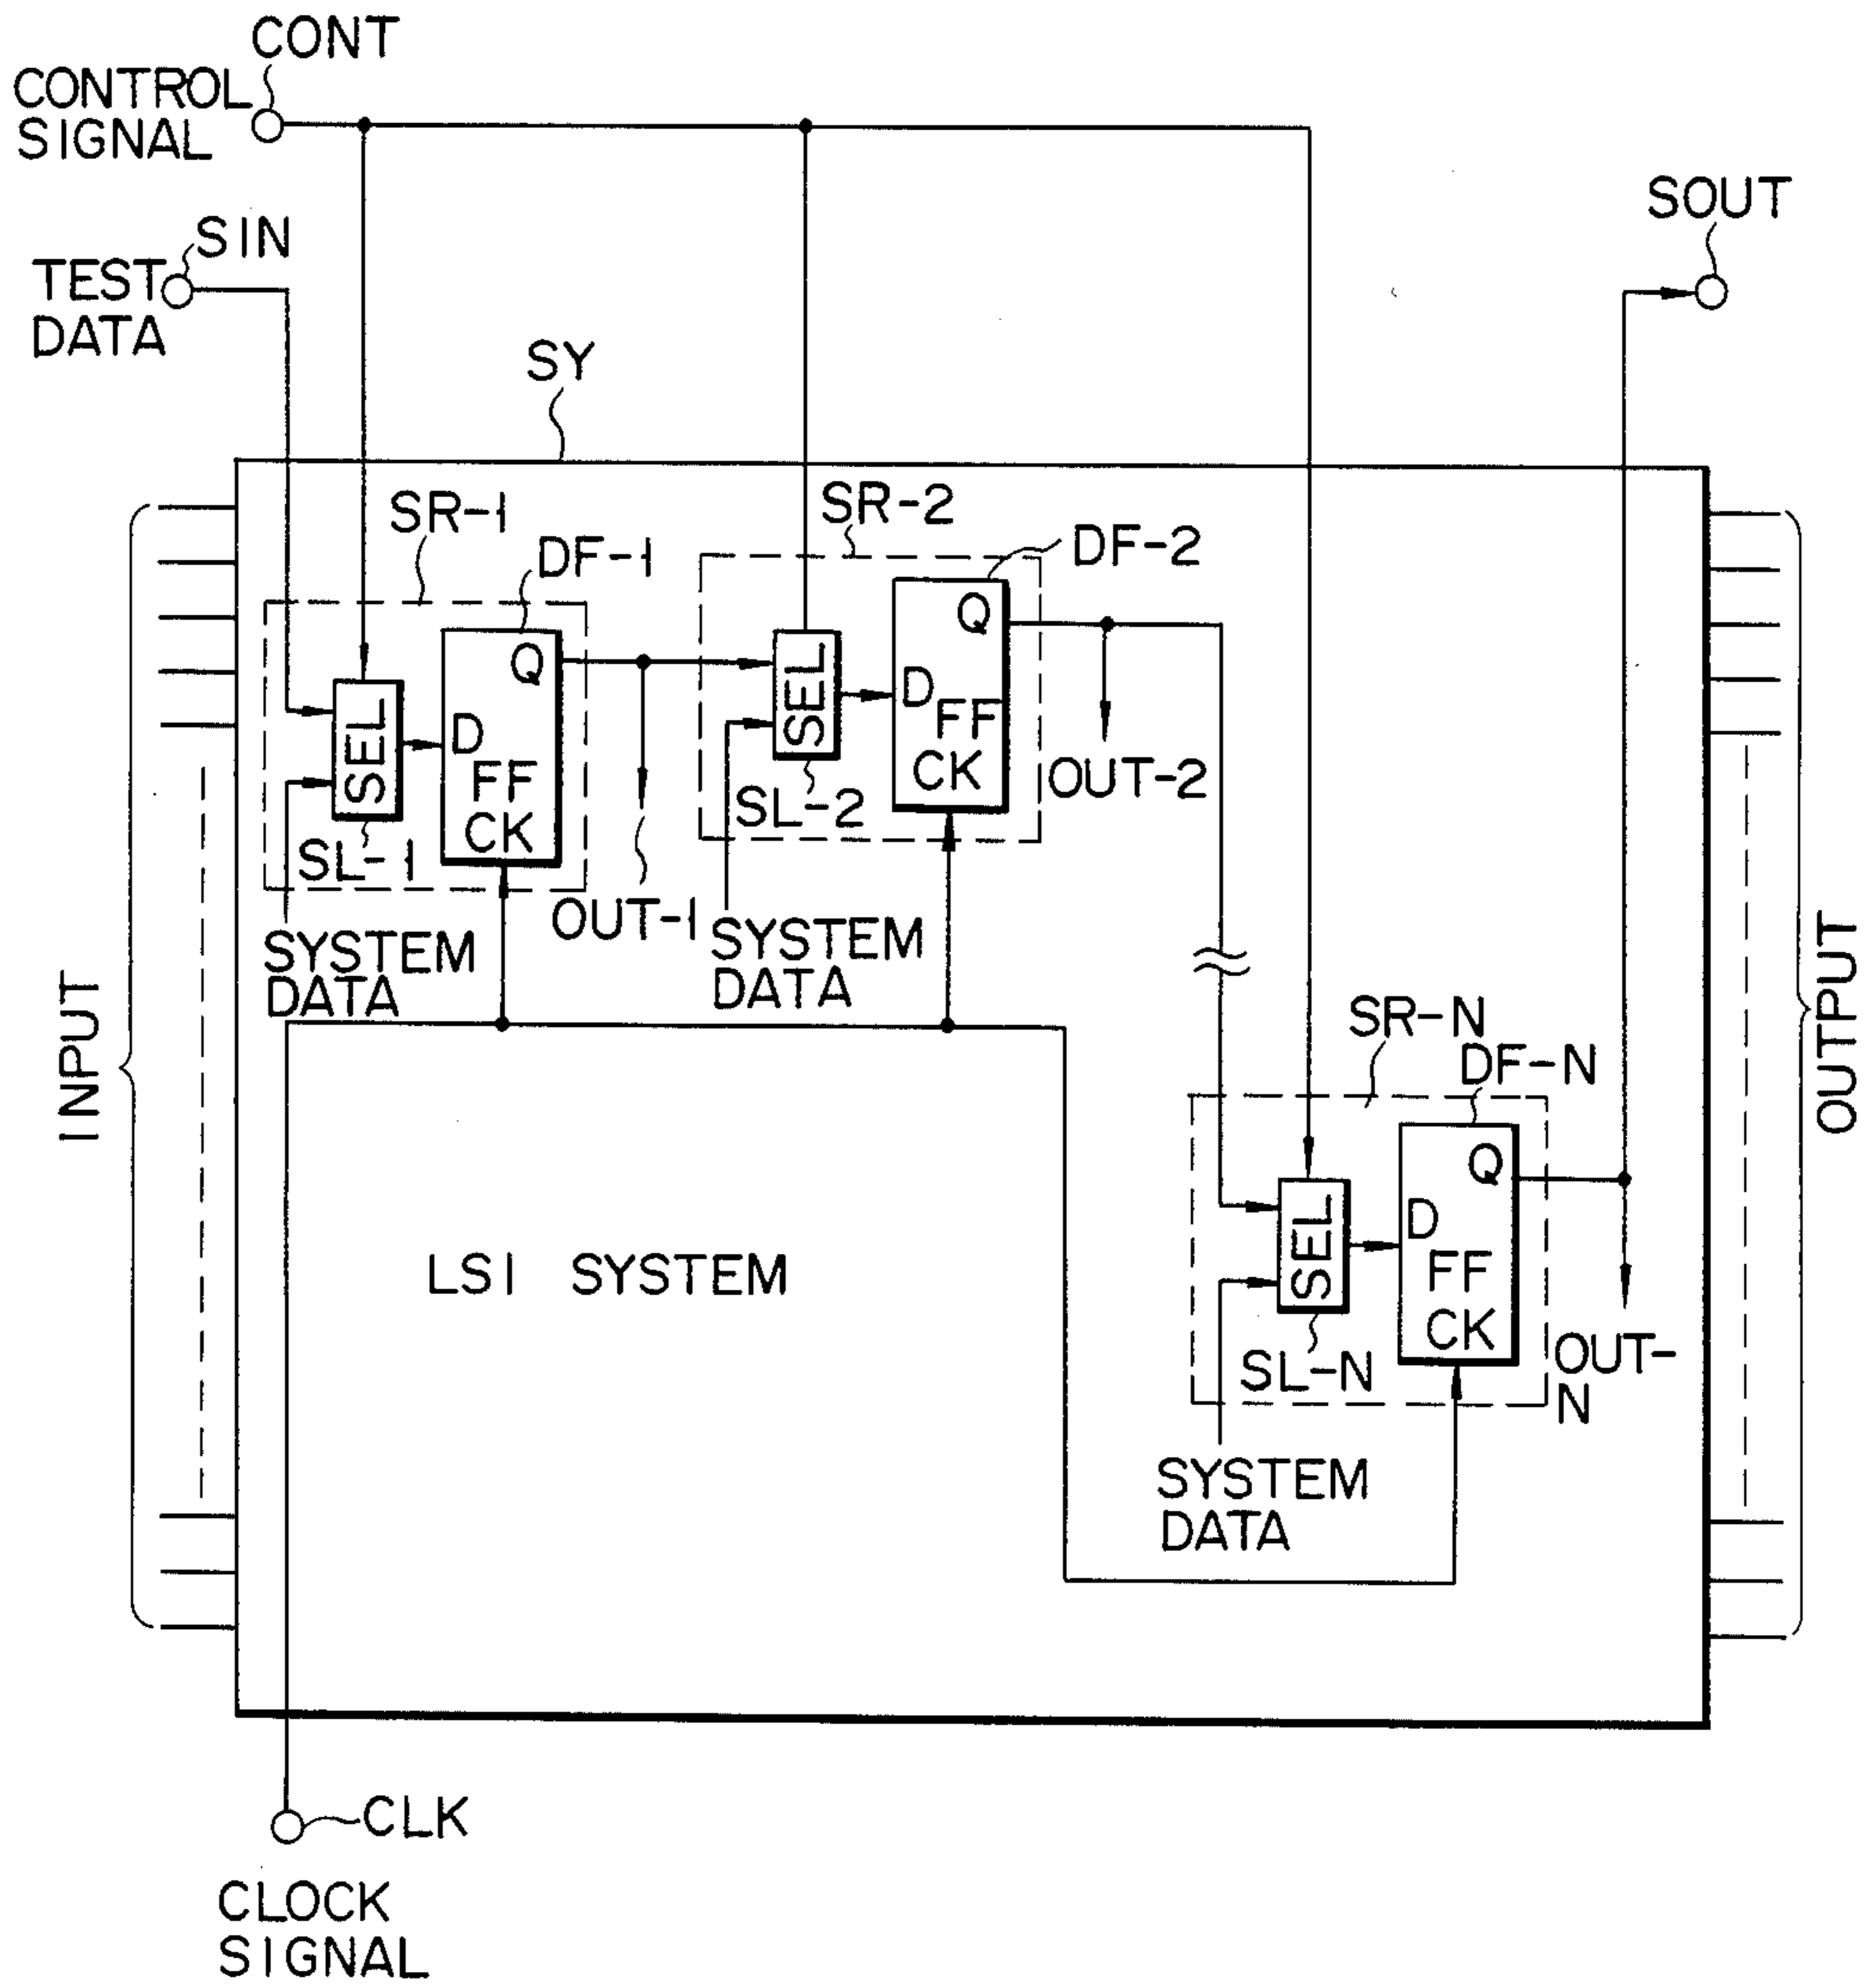 CONT
CONTROL
SIGNAL
SIN
TEST
DATA
SOUT
SY
SR-1
DF-1
SR-2
DF-2
Q
D
FF
CK
SEL
SL-1
OUT-1
SYSTEM
DATA
Q
D
FF
CK
SEL
SL-2
OUT-2
SYSTEM
DATA
INPUT
OUTPUT
SR-N
DF-N
Q
D
FF
CK
SEL
SL-N
OUT-
N
SYSTEM
DATA
LSI SYSTEM
CLK
CLOCK
SIGNAL